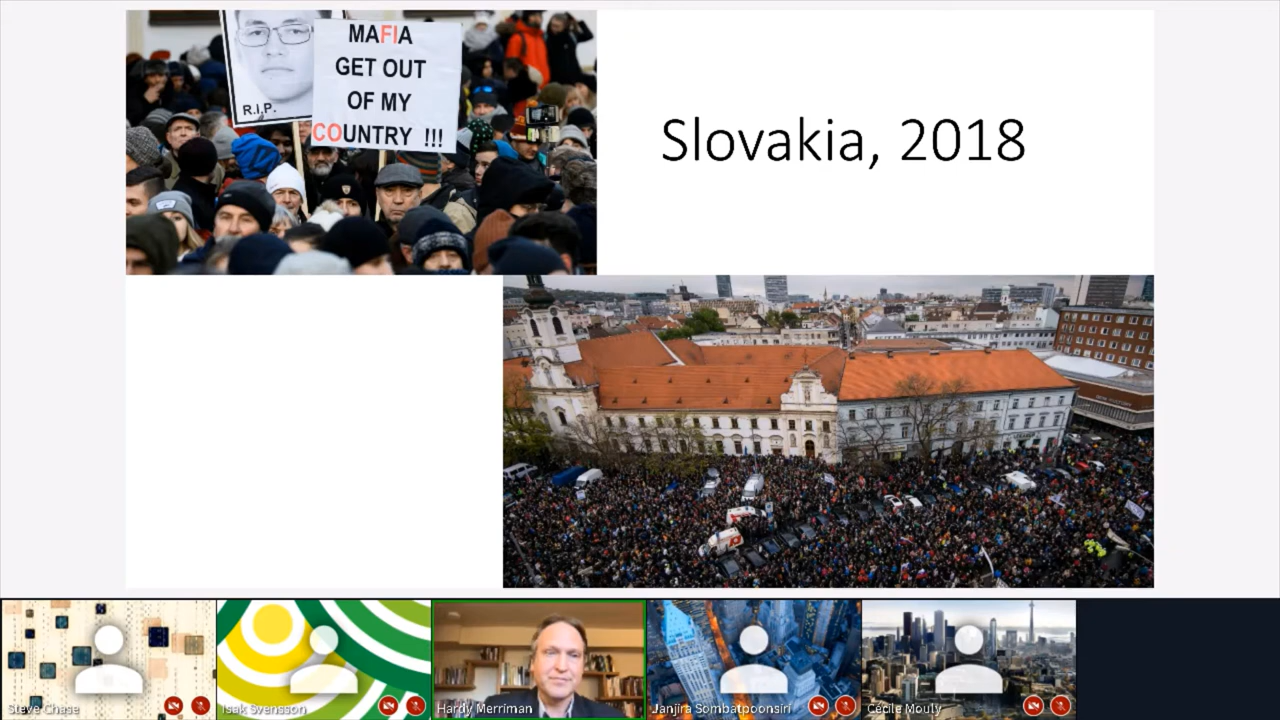 R.I.P.
MAFIA
GET OUT
OF MY
COUNTRY !!!
Slovakia, 2018
Steve Chase
Isak Svensson
Hardy Merriman
Janjira Sombatpoonsiri
Cécile Mouly